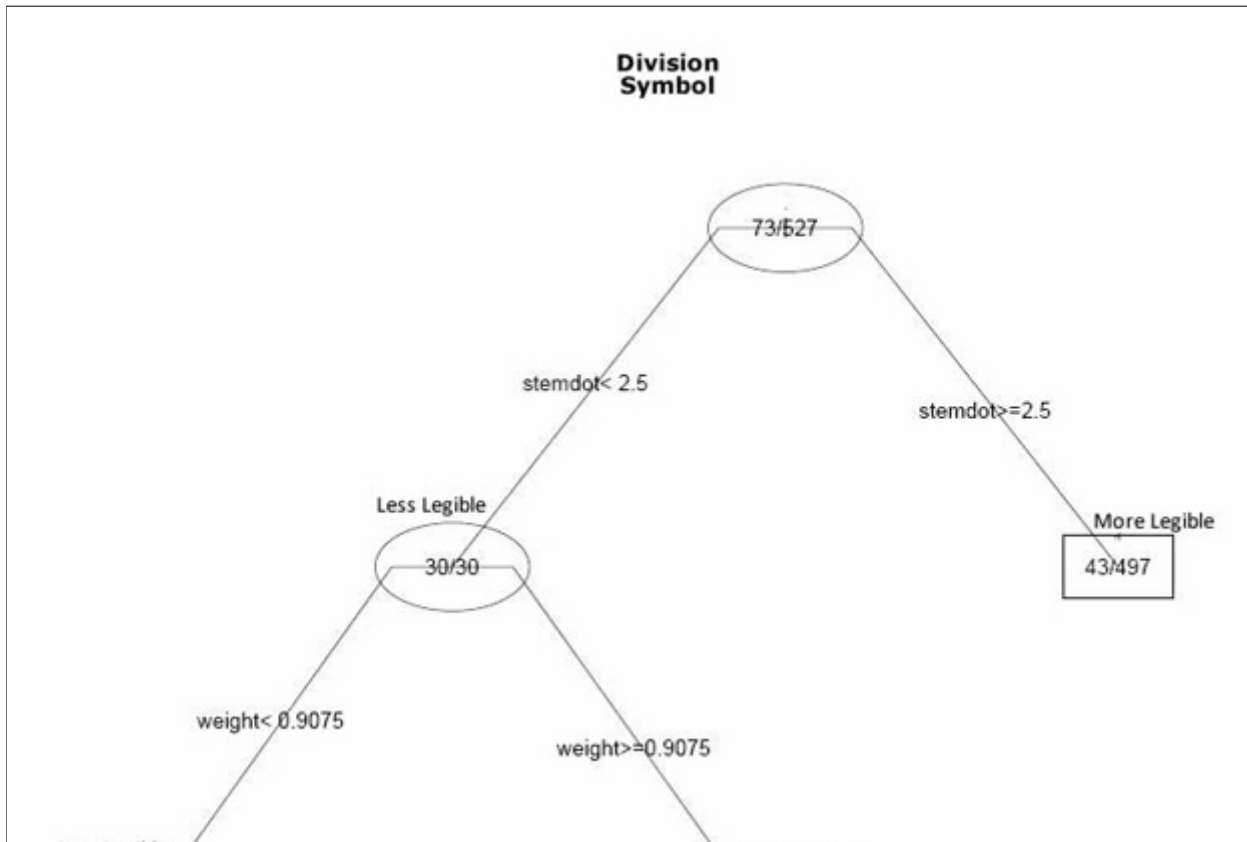 Division
Symbol
73/527
stemdot< 2.5
stemdot>=2.5
Less Legible
More Legible
30/30
43/497
weight< 0.9075
weight>=0.9075